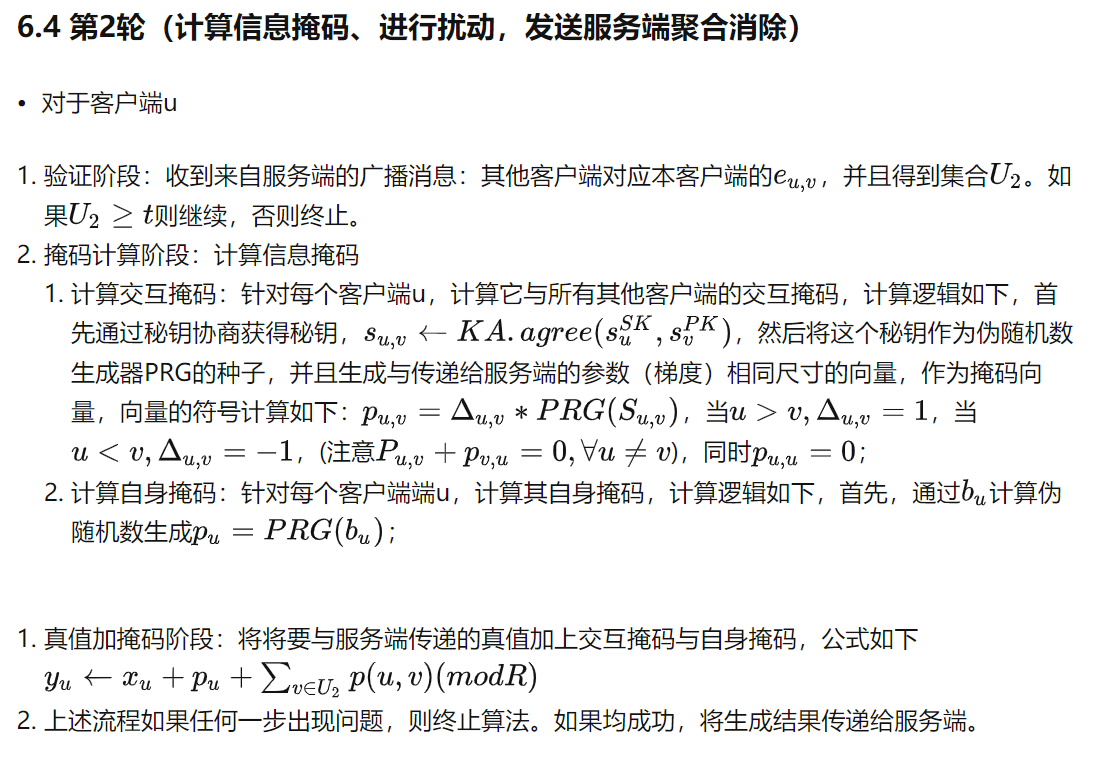 6.4 第2轮（计算信息掩码、进行扰动，发送服务端聚合消除）
• 对于客户端u
1. 验证阶段：收到来自服务端的广播消息：其他客户端对应本客户端的$e_{u,v}$，并且得到集合$U_2$。如
果$U_2 \geq t$则继续，否则终止。
2. 掩码计算阶段：计算信息掩码
1. 计算交互掩码：针对每个客户端u，计算它与所有其他客户端的交互掩码，计算逻辑如下，首
先通过秘钥协商获得秘钥，$s_{u,v} \leftarrow KA.agree(s_u^{SK}, s_v^{PK})$，然后将这个秘钥作为伪随机数
生成器PRG的种子，并且生成与传递给服务端的参数（梯度）相同尺寸的向量，作为掩码向
量，向量的符号计算如下：$p_{u,v} = \Delta_{u,v} * PRG(S_{u,v})$，当$u > v, \Delta_{u,v} = 1$，当
$u < v, \Delta_{u,v} = -1$，(注意$P_{u,v} + p_{v,u} = 0, \forall u \neq v$)，同时$p_{u,u} = 0$；
2. 计算自身掩码：针对每个客户端端u，计算其自身掩码，计算逻辑如下，首先，通过$b_u$计算伪
随机数生成$p_u = PRG(b_u)$；
1. 真值加掩码阶段：将将要与服务端传递的真值加上交互掩码与自身掩码，公式如下
$y_u \leftarrow x_u + p_u + \sum_{v \in U_2} p(u, v)(modR)$
2. 上述流程如果任何一步出现问题，则终止算法。如果均成功，将生成结果传递给服务端。